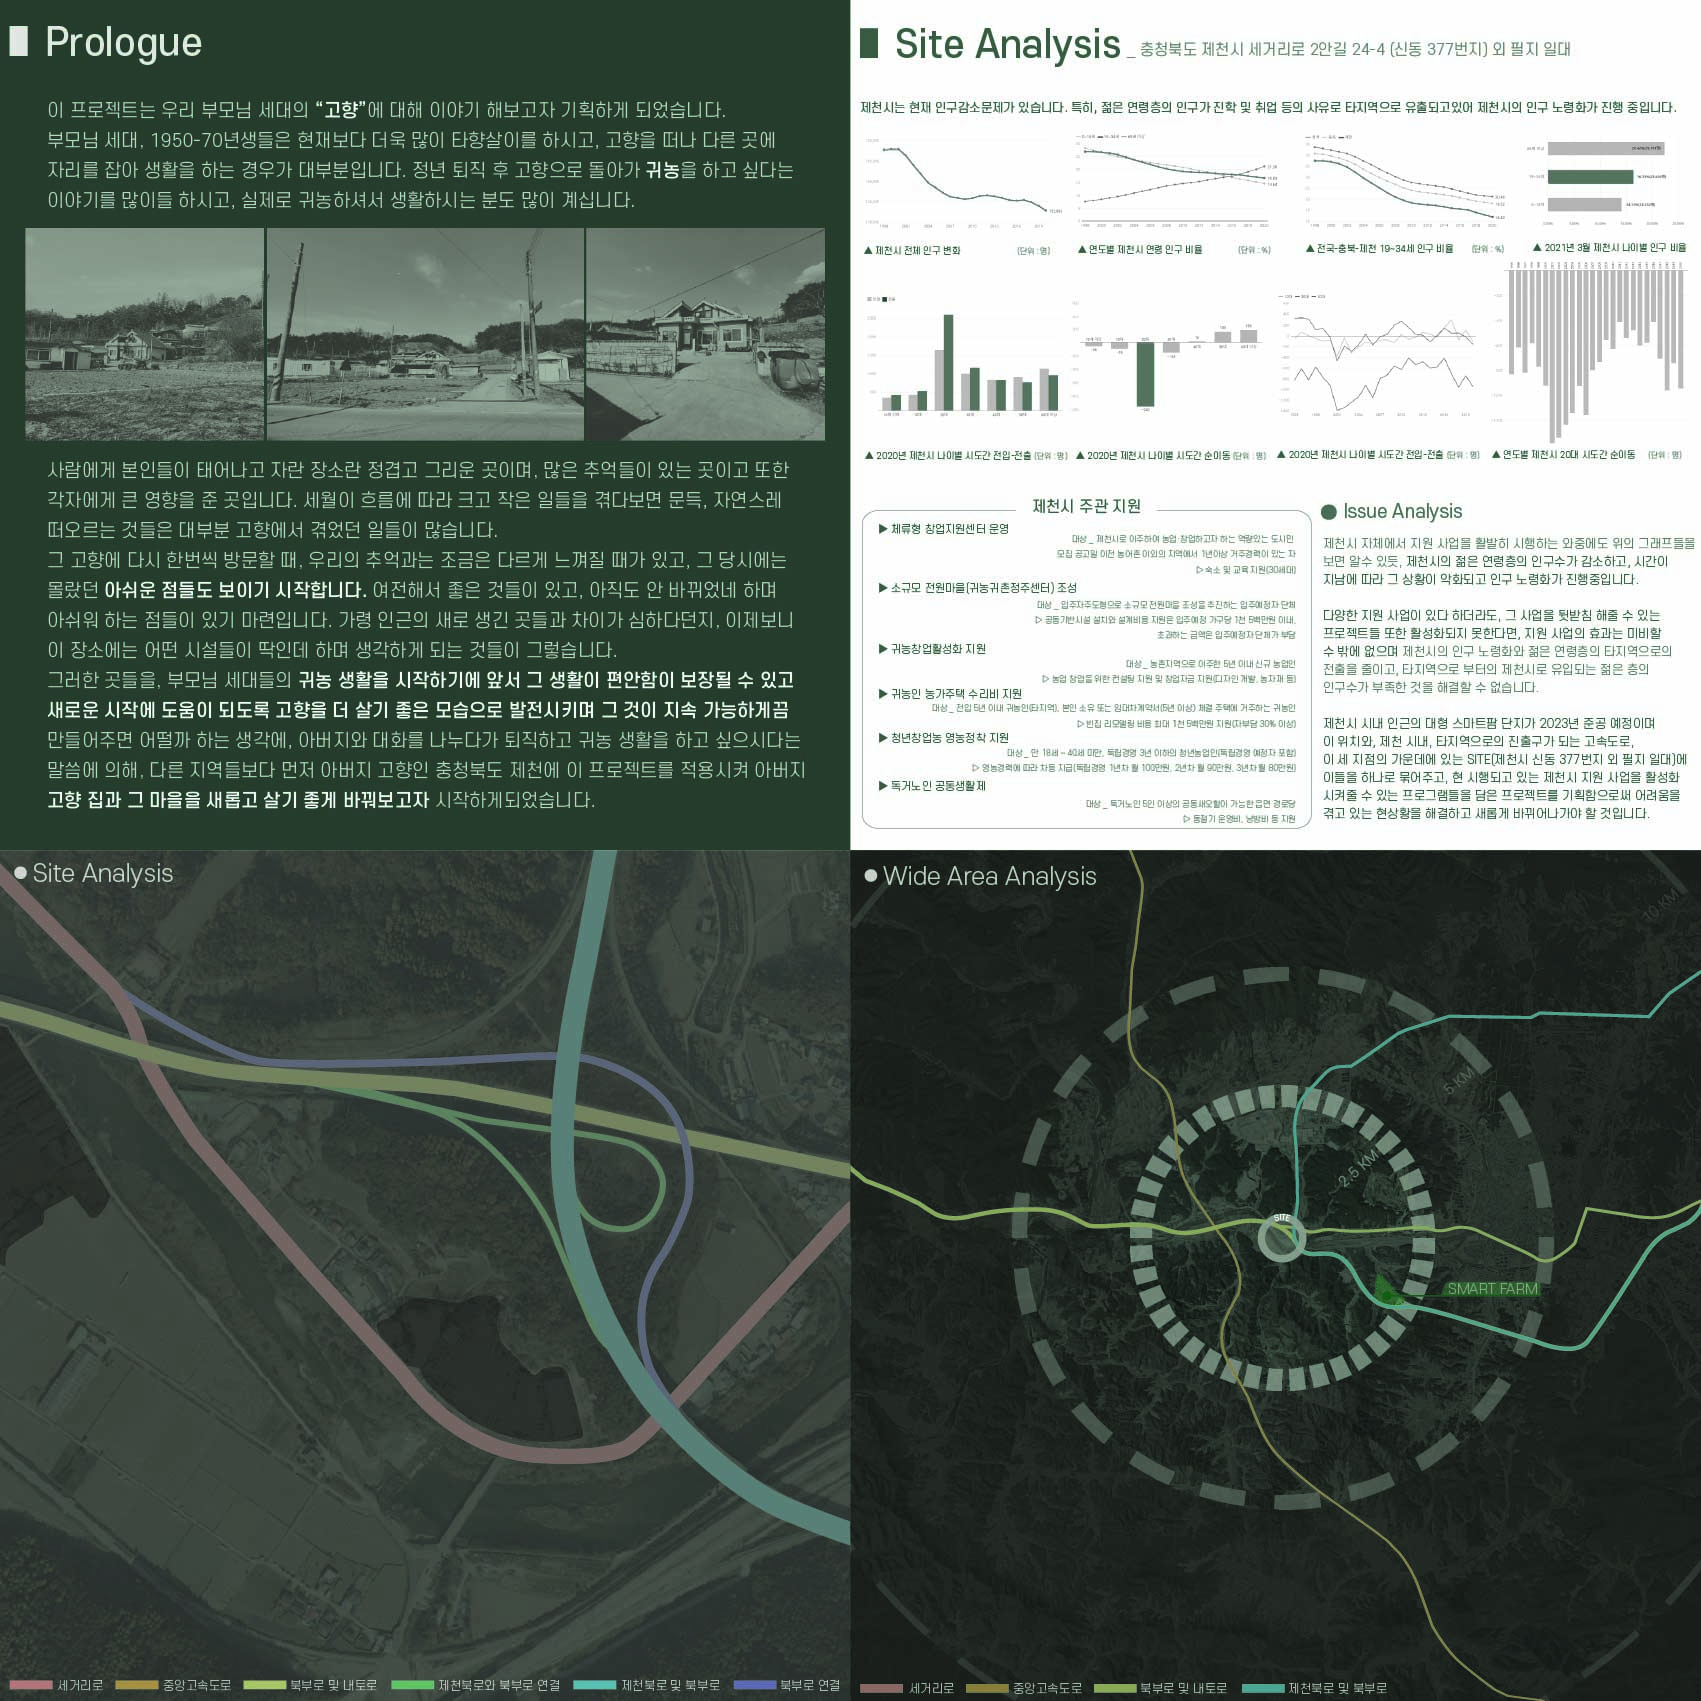 Prologue
이 프로젝트는 우리 부모님 세대의 “고향”에 대해 이야기 해보고자 기획하게 되었습니다.
부모님 세대, 1950-70년생들은 현재보다 더욱 많이 타향살이를 하시고, 고향을 떠나 다른 곳에
자리를 잡아 생활을 하는 경우가 대부분입니다. 정년 퇴직 후 고향으로 돌아가 귀농을 하고 싶다는
이야기를 많이들 하시고, 실제로 귀농하셔서 생활하시는 분도 많이 계십니다.
사람에게 본인들이 태어나고 자란 장소란 정겹고 그리운 곳이며, 많은 추억들이 있는 곳이고 또한
각자에게 큰 영향을 준 곳입니다. 세월이 흐름에 따라 크고 작은 일들을 겪다보면 문득, 자연스레
떠오르는 것들은 대부분 고향에서 겪었던 일들이 많습니다.
그 고향에 다시 한번씩 방문할 때, 우리의 추억과는 조금은 다르게 느껴질 때가 있고, 그 당시에는
몰랐던 아쉬운 점들도 보이기 시작합니다. 여전해서 좋은 것들이 있고, 아직도 안 바뀌었네 하며
아쉬워 하는 점들이 있기 마련입니다. 가령 인근의 새로 생긴 곳들과 차이가 심하다던지, 이제보니
이 장소에는 어떤 시설들이 딱인데 하며 생각하게 되는 것들이 그렇습니다.
그러한 곳들을, 부모님 세대들의 귀농 생활을 시작하기에 앞서 그 생활이 편안함이 보장될 수 있고
새로운 시작에 도움이 되도록 고향을 더 살기 좋은 모습으로 발전시키며 그 것이 지속 가능하게끔
만들어주면 어떨까 하는 생각에, 아버지와 대화를 나누다가 퇴직하고 귀농 생활을 하고 싶으시다는
말씀에 의해, 다른 지역들보다 먼저 아버지 고향인 충청북도 제천에 이 프로젝트를 적용시켜 아버지
고향 집과 그 마을을 새롭고 살기 좋게 바꿔보고자 시작하게되었습니다.
Site Analysis _ 충청북도 제천시 세거리로 2안길 24-4 (신동 377번지) 외 필지 일대
제천시는 현재 인구감소문제가 있습니다. 특히, 젊은 연령층의 인구가 진학 및 취업 등의 사유로 타지역으로 유출되고있어 제천시의 인구 노령화가 진행 중입니다.
▲ 제천시 전체 인구 변화 (단위 : 명)
▲ 연도별 제천시 연령 인구 비율 (단위 : %)
▲ 전국-충북-제천 19~34세 인구 비율 (단위 : %)
▲ 2021년 3월 제천시 나이별 인구 비율
▲ 2020년 제천시 나이별 시도간 전입-전출 (단위 : 명)
▲ 2020년 제천시 나이별 시도간 순이동 (단위 : 명)
▲ 2020년 제천시 나이별 시도간 전입-전출 (단위 : 명)
▲ 연도별 제천시 20대 시도간 순이동 (단위 : 명)
제천시 주관 지원
▶ 체류형 창업지원센터 운영
대상 _ 제천시로 이주하여 농업 창업하고자 하는 역량있는 도시민
모집 공고일 이전 농어촌 이외의 지역에서 1년이상 거주경력이 있는 자
▷ 숙소 및 교육 지원(30세대)
▶ 소규모 전원마을(귀농귀촌정주센터) 조성
대상 _ 입주자주도형으로 소규모 전원마을 조성을 추진하는 입주예정자 단체
▷ 공동기반시설 설치와 설계비용 지원은 입주예정 가구당 1천 5백만원 이내,
초과하는 금액은 입주예정자 단체가 부담
▶ 귀농창업활성화 지원
대상 _ 농촌지역으로 이주한 5년 이내 신규 농업인
▷ 농업 창업을 위한 컨설팅 지원 및 창업자금 지원(디자인 개발, 농자재 등)
▶ 귀농인 농가주택 수리비 지원
대상 _ 전입 5년 이내 귀농인(타지역), 본인 소유 또는 임대차계약서(5년 이상) 체결 주택에 거주하는 귀농인
▷ 빈집 리모델링 비용 최대 1천 5백만원 지원(자부담 30% 이상)
▶ 청년창업농 영농정착 지원
대상 _ 만 18세 ~ 40세 미만, 독립경영 3년 이하의 청년농업인(독립경영 예정자 포함)
▷ 영농경력에 따라 차등 지급(독립경영 1년차 월 100만원, 2년차 월 90만원, 3년차 월 80만원)
▶ 독거노인 공동생활제
대상 _ 독거노인 5인 이상의 공동생활이 가능한 읍면 경로당
▷ 동절기 운영비, 냉방비 등 지원
Issue Analysis
제천시 자체에서 지원 사업을 활발히 시행하는 와중에도 위의 그래프들을
보면 알수 있듯, 제천시의 젊은 연령층의 인구수가 감소하고, 시간이
지남에 따라 그 상황이 악화되고 인구 노령화가 진행중입니다.
다양한 지원 사업이 있다 하더라도, 그 사업을 뒷받침 해줄 수 있는
프로젝트들 또한 활성화되지 못한다면, 지원 사업의 효과는 미비할
수 밖에 없으며 제천시의 인구 노령화와 젊은 연령층의 타지역으로의
전출을 줄이고, 타지역으로 부터의 제천시로 유입되는 젊은 층의
인구수가 부족한 것을 해결할 수 없습니다.
제천시 시내 인근의 대형 스마트팜 단지가 2023년 준공 예정이며
이 위치와, 제천 시내, 타지역으로의 진출구가 되는 고속도로,
이 세 지점의 가운데에 있는 SITE(제천시 신동 377번지 외 필지 일대)에
이들을 하나로 묶어주고, 현 시행되고 있는 제천시 지원 사업을 활성화
시켜줄 수 있는 프로그램들을 담은 프로젝트를 기획함으로써 어려움을
겪고 있는 현상황을 해결하고 새롭게 바뀌어나가야 할 것입니다.
Site Analysis
세거리로
중앙고속도로
북부로 및 내토로
제천북로와 북부로 연결
제천북로 및 북부로
북부로 연결
Wide Area Analysis
10 KM
5 KM
2.5 KM
SITE
SMART FARM
세거리로
중앙고속도로
북부로 및 내토로
제천북로 및 북부로